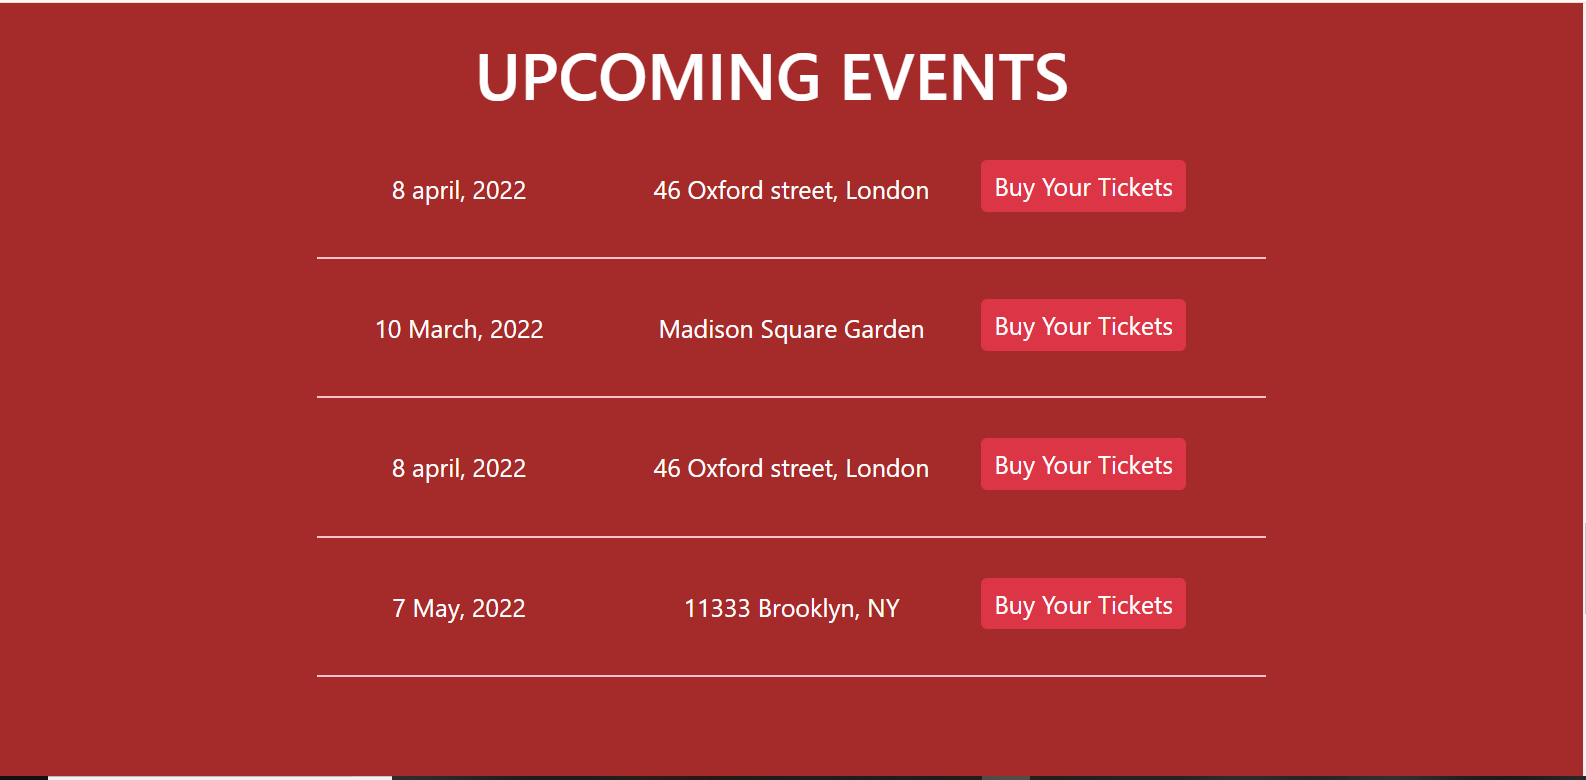 UPCOMING EVENTS
8 april, 2022 46 Oxford street, London Buy Your Tickets
10 March, 2022 Madison Square Garden Buy Your Tickets
8 april, 2022 46 Oxford street, London Buy Your Tickets
7 May, 2022 11333 Brooklyn, NY Buy Your Tickets